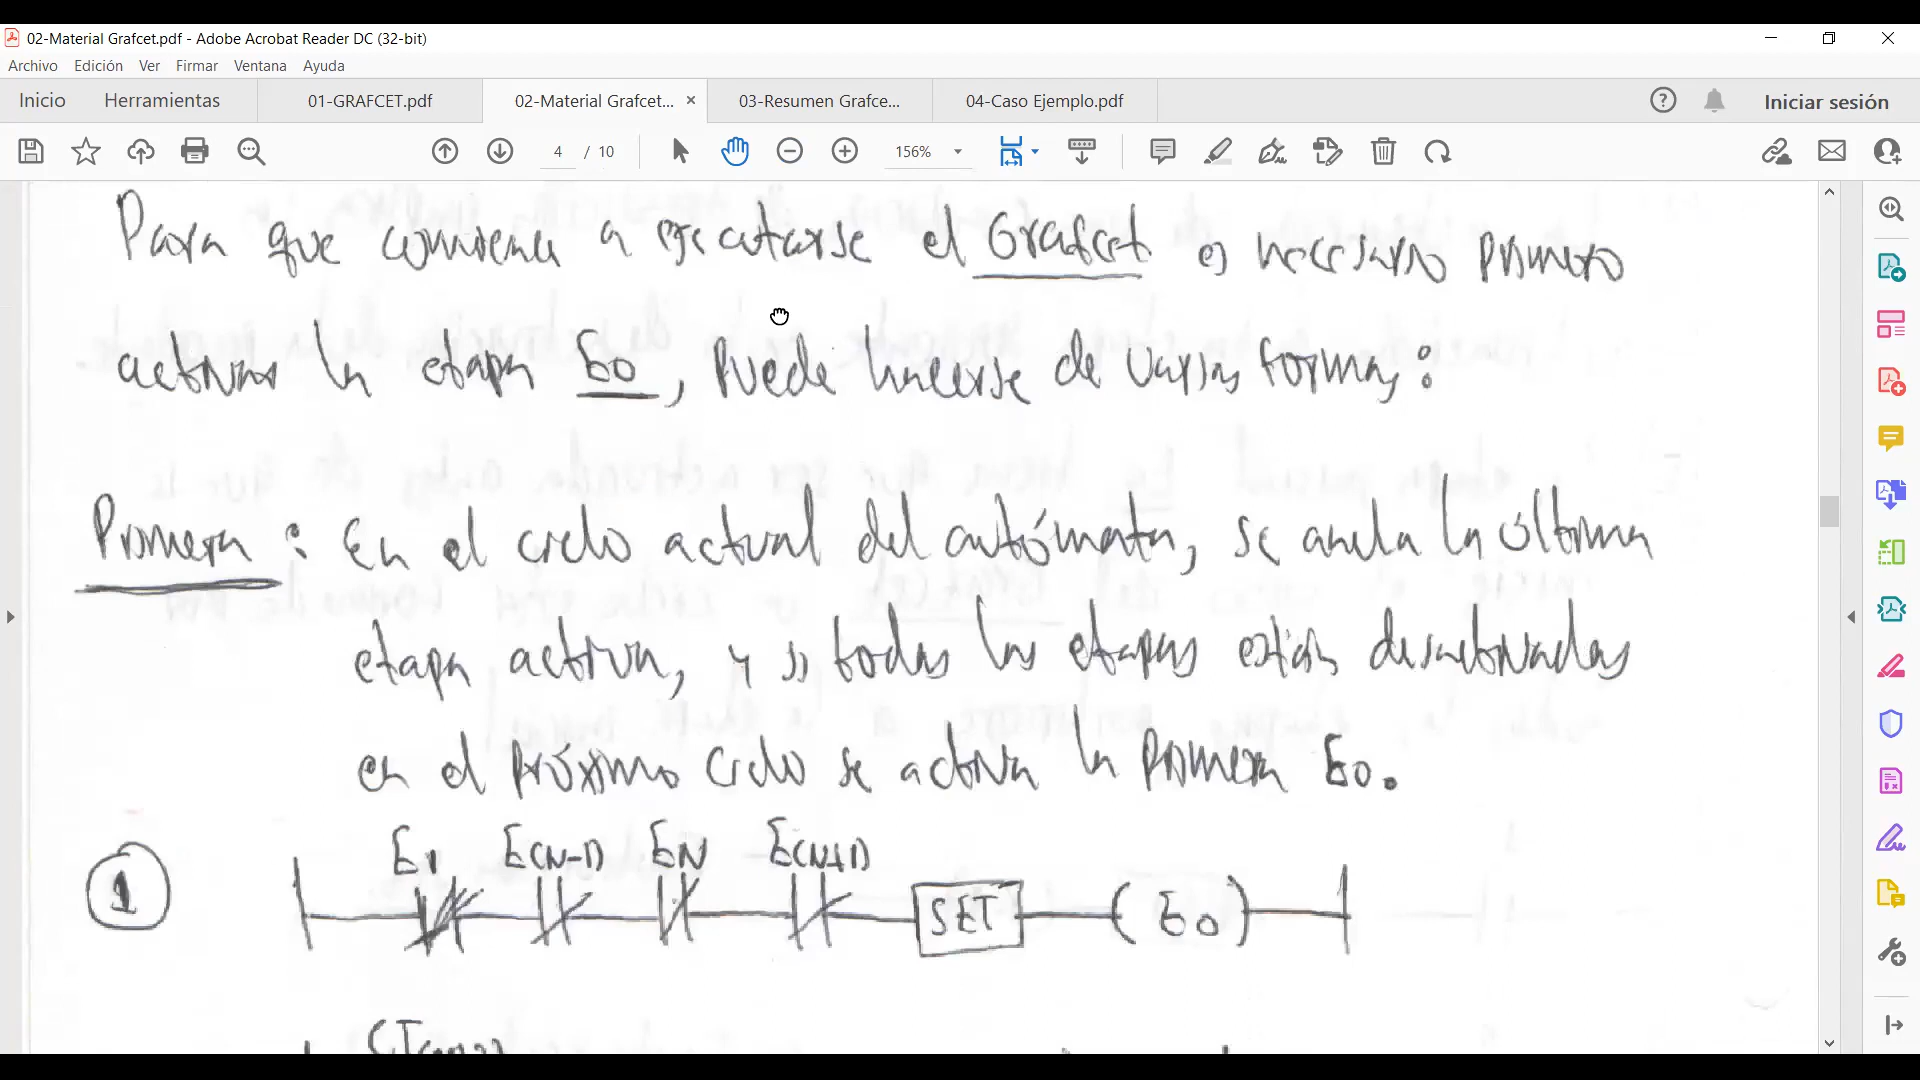 02-Material Grafcet.pdf - Adobe Acrobat Reader DC (32-bit)
Archivo Edición Ver Firmar Ventana Ayuda
Inicio Herramientas 01-GRAFCET.pdf 02-Material Grafcet... × 03-Resumen Grafce... 04-Caso Ejemplo.pdf Iniciar sesión
4 / 10 156%
Para que comience a ejecutarse el Grafcet es necesario primero
activar la etapa E0, Puede hacerse de varias formas:
Primera: En el ciclo actual del autómata, se anula la última
etapa activa, y si todas las etapas están desactivadas
en el próximo ciclo se activa la primera E0.
E1 E(N-1) EN E(N+1)
1 SET (E0)